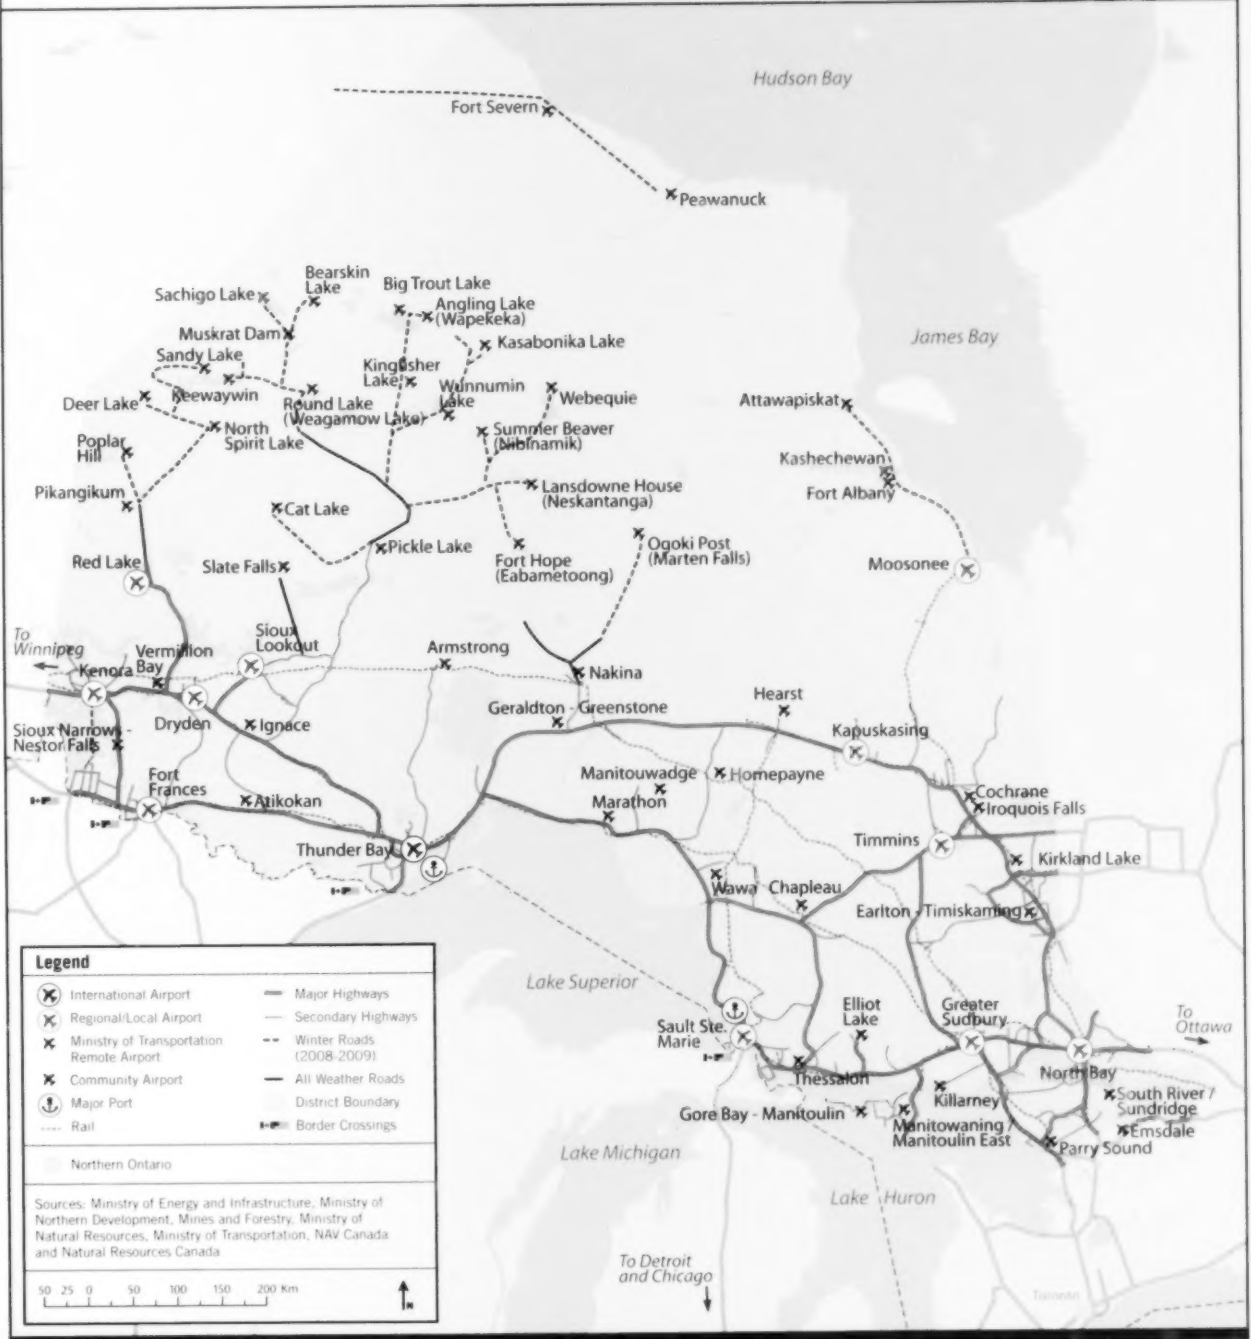 Hudson Bay
Fort Severn
Peawanuck
Bearskin
Lake
Sachigo Lake
Big Trout Lake
Angling Lake
(Wapekeka)
Muskrat Dam
Kasabonika Lake
James Bay
Sandy Lake
Kingfisher
Lake
Wunnumin
Lake
Keewaywin
Webequie
Deer Lake
Round Lake
(Weagamow Lake)
Attawapiskat
North
Spirit Lake
Summer Beaver
(Nibinamik)
Poplar
Hill
Kashechewan
Pikangikum
Lansdowne House
(Neskantanga)
Fort Albany
Cat Lake
Pickle Lake
Ogoki Post
(Marten Falls)
Red Lake
Slate Falls
Fort Hope
(Eabametoong)
Moosonee
To
Winnipeg
Vermillion
Bay
Sioux
Lookout
Armstrong
Kenora
Nakina
Hearst
Geraldton - Greenstone
Dryden
Ignace
Sioux Narrows -
Nestor Falls
Kapuskasing
Fort
Frances
Manitouwadge
Homepayne
Atikokan
Marathon
Cochrane
Iroquois Falls
Thunder Bay
Timmins
Kirkland Lake
Wawa
Chapleau
Earlton - Timiskaming
Lake Superior
Elliot
Lake
Greater
Sudbury
To
Ottawa
Sault Ste.
Marie
Thessalon
North Bay
Killarney
South River /
Sundridge
Gore Bay - Manitoulin
Manitowaning /
Manitoulin East
Emsdale
Parry Sound
Lake Michigan
Lake Huron
To Detroit
and Chicago
Toronto
Legend
International Airport
Regional/Local Airport
Ministry of Transportation
Remote Airport
Community Airport
Major Port
Rail
Major Highways
Secondary Highways
Winter Roads
(2008-2009)
All Weather Roads
District Boundary
Border Crossings
Northern Ontario
Sources: Ministry of Energy and Infrastructure, Ministry of
Northern Development, Mines and Forestry, Ministry of
Natural Resources, Ministry of Transportation, NAV Canada
and Natural Resources Canada
50 25 0 50 100 150 200 Km
N